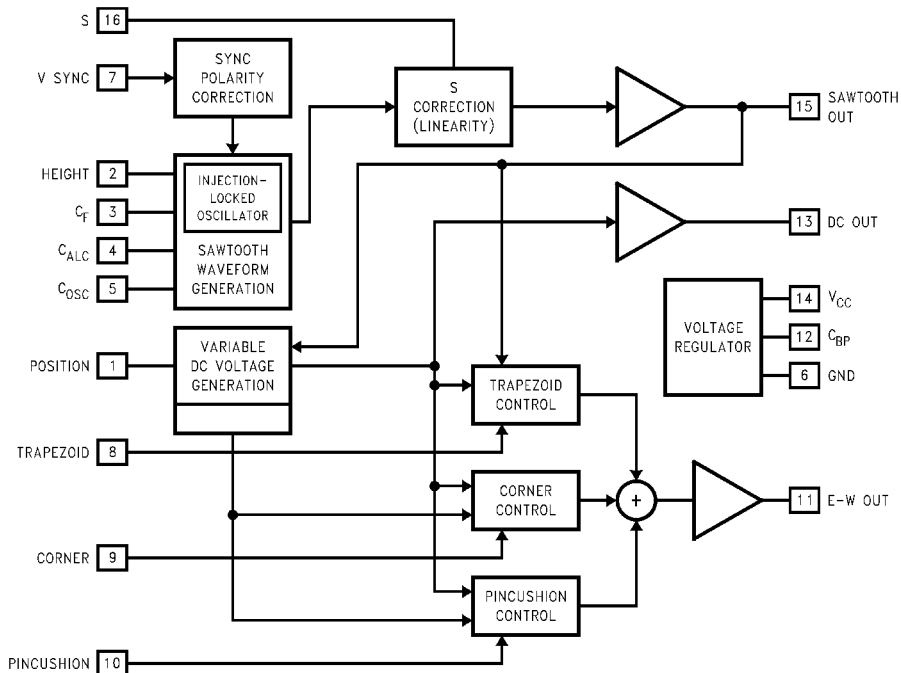 S 16
SYNC
POLARITY
CORRECTION
V SYNC 7
S
CORRECTION
(LINEARITY)
15 SAWTOOTH
OUT
HEIGHT 2
C_F 3
C_ALC 4
C_OSC 5
INJECTION-
LOCKED
OSCILLATOR
SAWTOOTH
WAVEFORM
GENERATION
13 DC OUT
VOLTAGE
REGULATOR
14 V_CC
12 C_BP
6 GND
POSITION 1
VARIABLE
DC VOLTAGE
GENERATION
TRAPEZOID
CONTROL
TRAPEZOID 8
CORNER
CONTROL
+
11 E-W OUT
CORNER 9
PINCUSHION
CONTROL
PINCUSHION 10